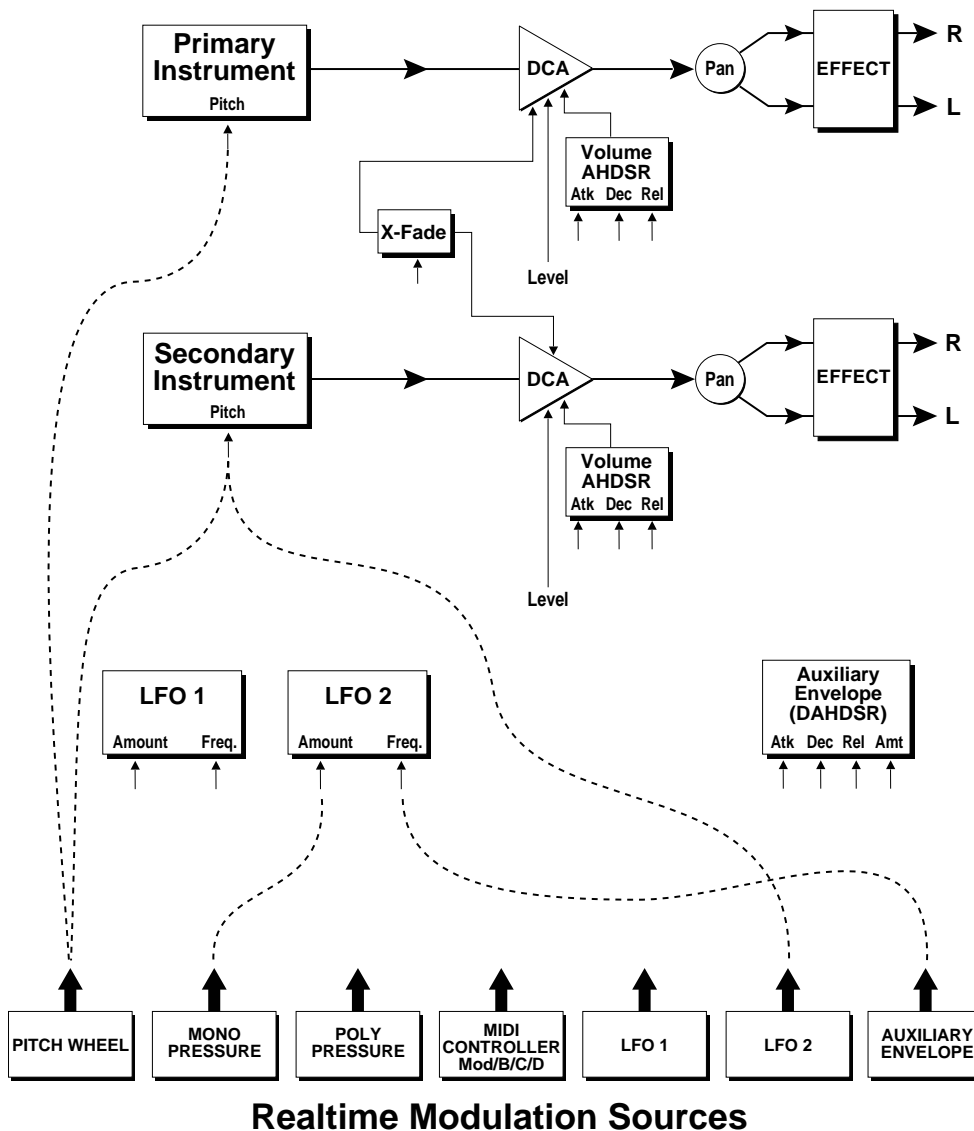 Primary
Instrument
Pitch
DCA
Pan
EFFECT
R
L
Volume
AHDSR
Atk Dec Rel
X-Fade
Level
Secondary
Instrument
Pitch
DCA
Pan
EFFECT
R
L
Volume
AHDSR
Atk Dec Rel
Level
LFO 1
Amount Freq.
LFO 2
Amount Freq.
Auxiliary
Envelope
(DAHDSR)
Atk Dec Rel Amt
PITCH WHEEL
MONO
PRESSURE
POLY
PRESSURE
MIDI
CONTROLLER
Mod/B/C/D
LFO 1
LFO 2
AUXILIARY
ENVELOPE
Realtime Modulation Sources